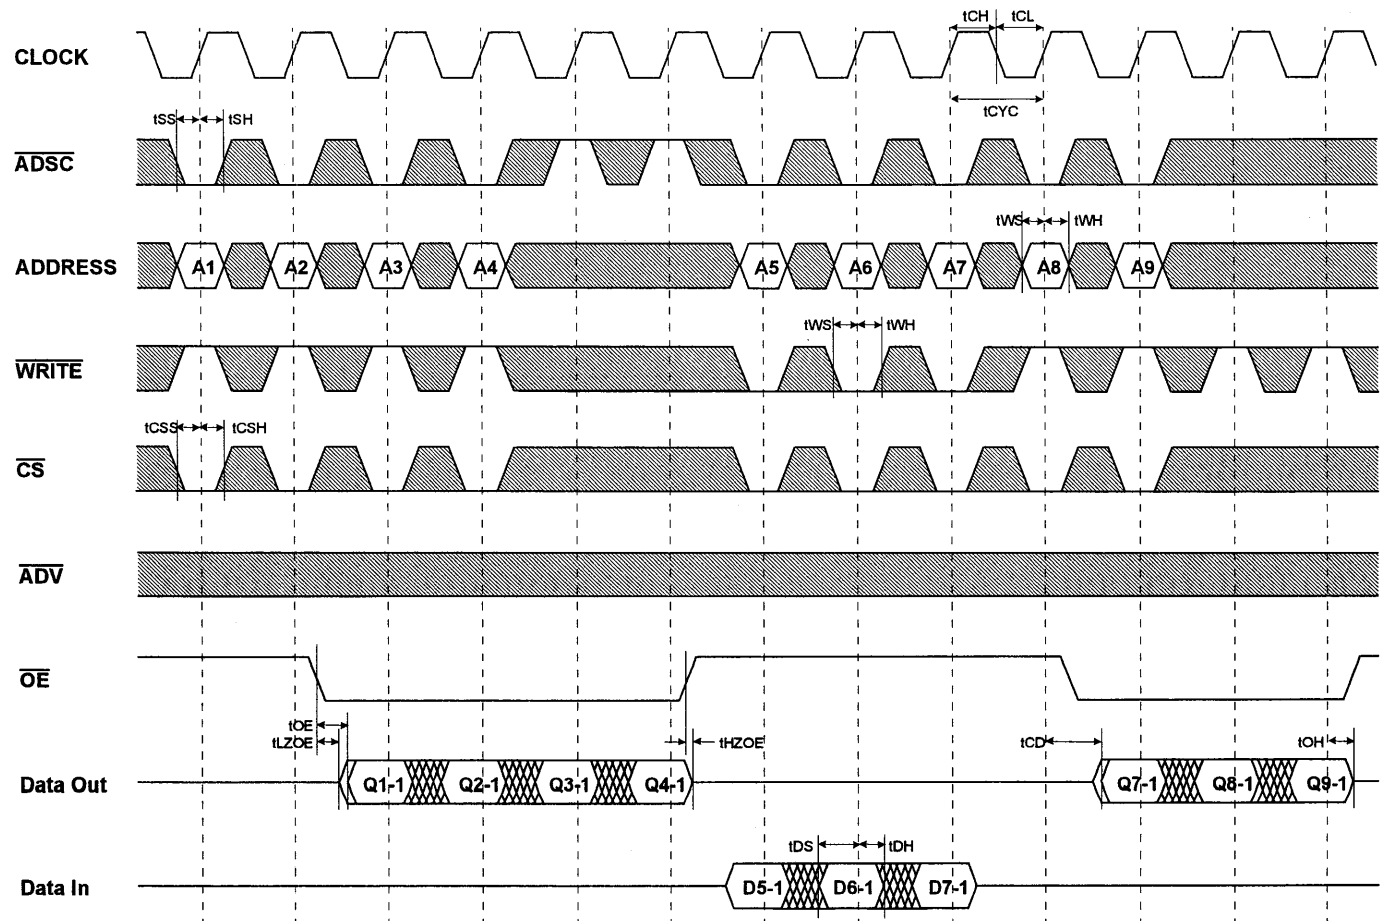 tCH tCL
CLOCK
tCYC
tSS tSH
ADSC
tWS tWH
ADDRESS A1 A2 A3 A4 A5 A6 A7 A8 A9
tWS tWH
WRITE
tCSS tCSH
CS
ADV
OE
tOE
tLZOE tHZOE tCD tOH
Data Out Q1-1 Q2-1 Q3-1 Q4-1 Q7-1 Q8-1 Q9-1
tDS tDH
Data In D5-1 D6-1 D7-1